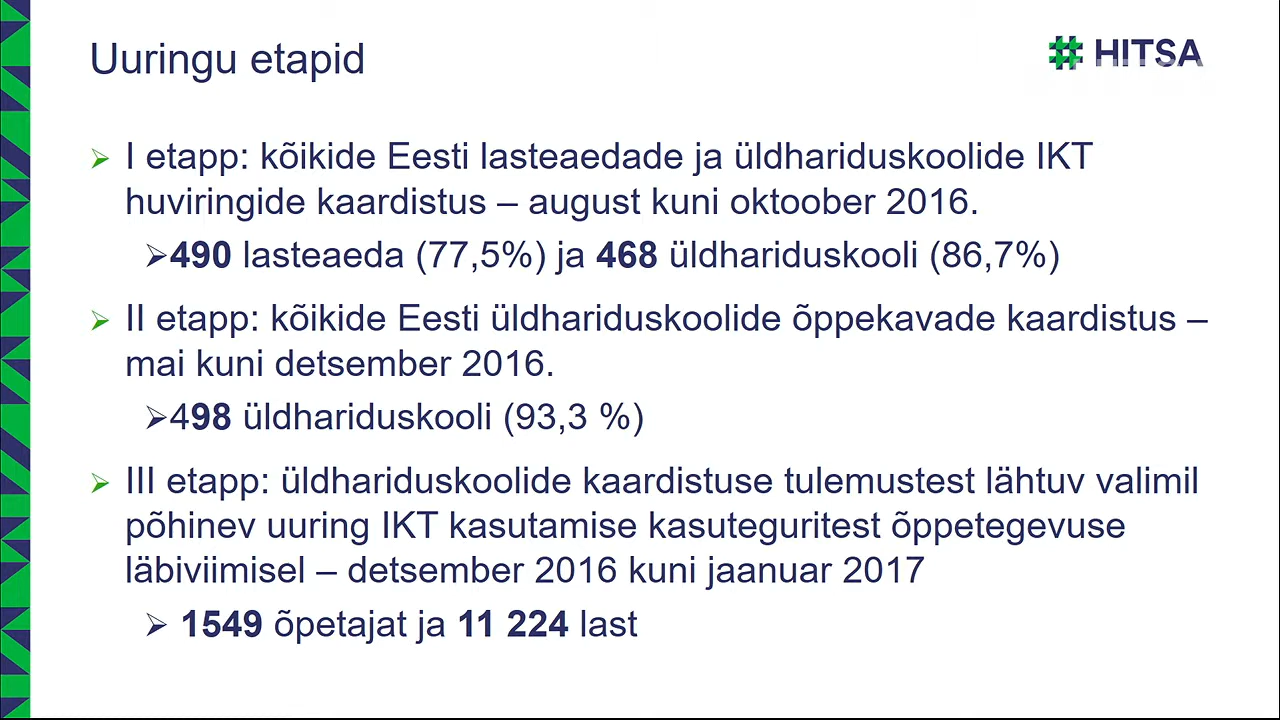 Uuringu etapid
HITSA
I etapp: kõikide Eesti lasteaedade ja üldhariduskoolide IKT
huviringide kaardistus – august kuni oktoober 2016.
490 lasteaeda (77,5%) ja 468 üldhariduskooli (86,7%)
II etapp: kõikide Eesti üldhariduskoolide õppekavade kaardistus –
mai kuni detsember 2016.
498 üldhariduskooli (93,3 %)
III etapp: üldhariduskoolide kaardistuse tulemustest lähtuv valimil
põhinev uuring IKT kasutamise kasuteguritest õppetegevuse
läbiviimisel – detsember 2016 kuni jaanuar 2017
1549 õpetajat ja 11 224 last